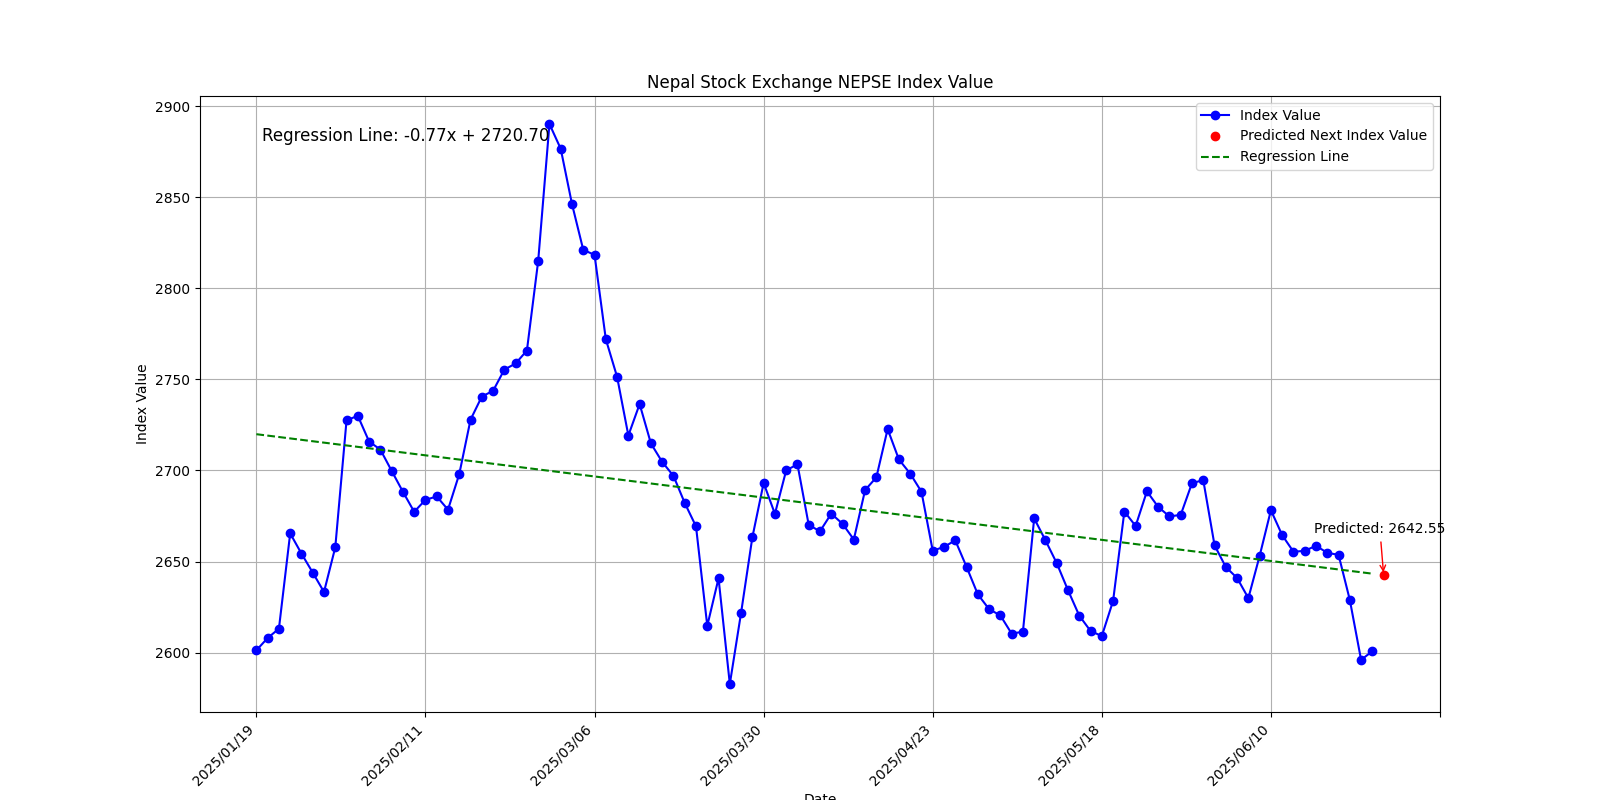 Nepal Stock Exchange NEPSE Index Value
2900
2850
2800
2750
2700
2650
2600
Index Value
Regression Line: -0.77x + 2720.70
Index Value
Predicted Next Index Value
Regression Line
Predicted: 2642.55
2025/01/19
2025/02/11
2025/03/06
2025/03/30
2025/04/23
2025/05/18
2025/06/10
Date